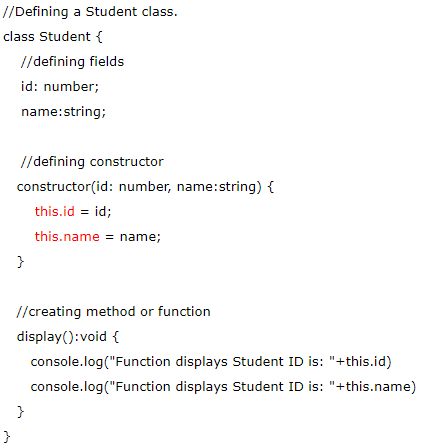 //Defining a Student class.
class Student {
//defining fields
id: number;
name:string;
//defining constructor
constructor(id: number, name:string) {
this.id = id;
this.name = name;
}
//creating method or function
display():void {
console.log("Function displays Student ID is: "+this.id)
console.log("Function displays Student ID is: "+this.name)
}
}